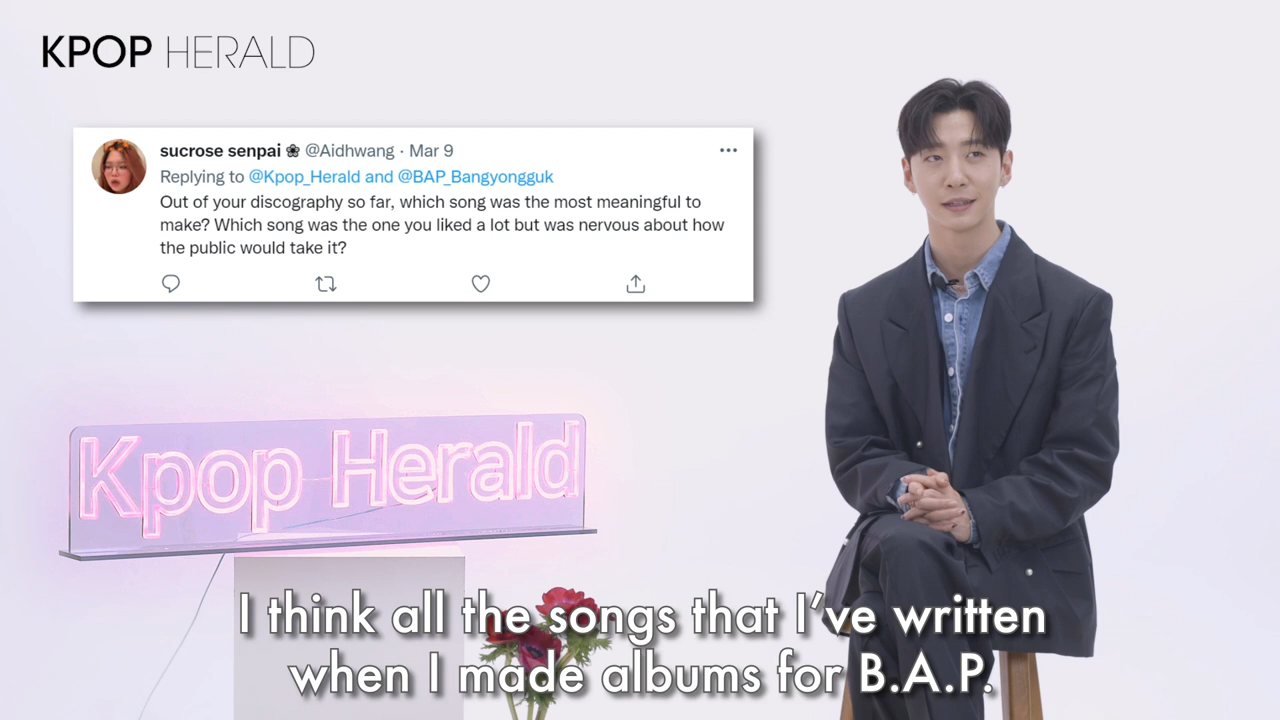 KPOP HERALD
sucrose senpai ❀ @Aidhwang · Mar 9
Replying to @Kpop_Herald and @BAP_Bangyongguk
Out of your discography so far, which song was the most meaningful to
make? Which song was the one you liked a lot but was nervous about how
the public would take it?
Kpop Herald
I think all the songs that I've written
when I made albums for B.A.P.